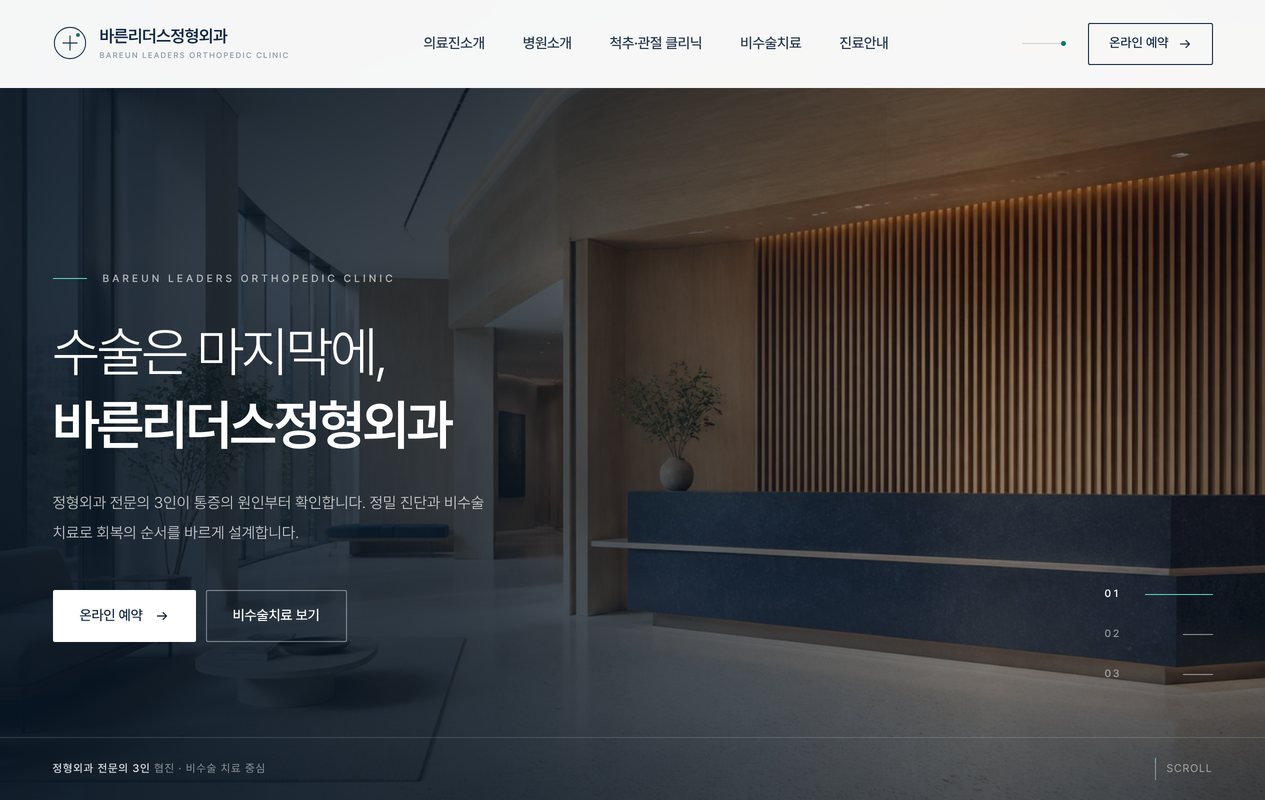 바른리더스정형외과
BAREUN LEADERS ORTHOPEDIC CLINIC
의료진소개
병원소개
척추·관절 클리닉
비수술치료
진료안내
온라인 예약 →
BAREUN LEADERS ORTHOPEDIC CLINIC
수술은 마지막에,
바른리더스정형외과
정형외과 전문의 3인이 통증의 원인부터 확인합니다. 정밀 진단과 비수술
치료로 회복의 순서를 바르게 설계합니다.
온라인 예약 →
비수술치료 보기
01
02
03
정형외과 전문의 3인 협진 · 비수술 치료 중심
SCROLL